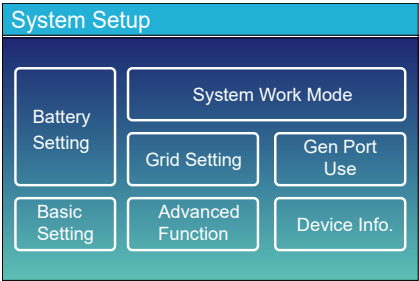 System Setup
Battery
Setting
System Work Mode
Grid Setting
Gen Port
Use
Basic
Setting
Advanced
Function
Device Info.